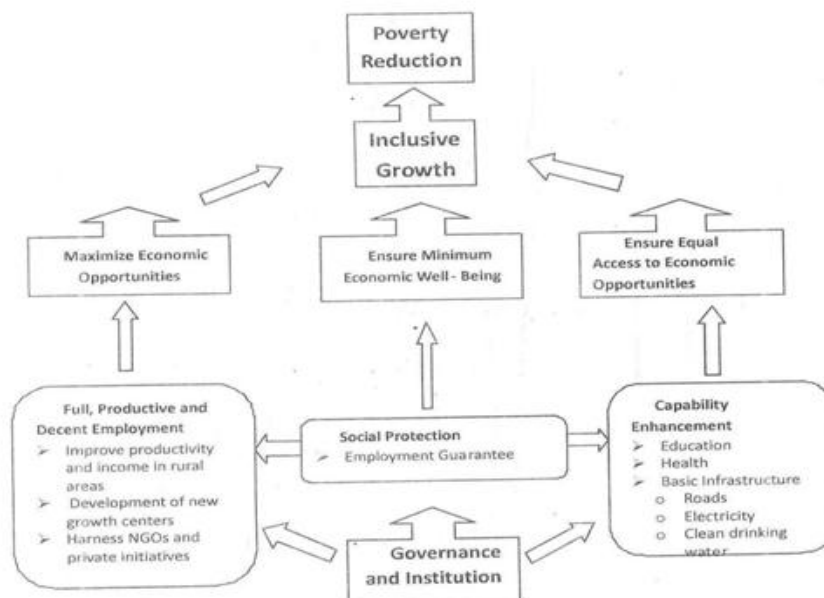 Poverty
Reduction
Inclusive
Growth
Maximize Economic
Opportunities
Ensure Minimum
Economic Well - Being
Ensure Equal
Access to Economic
Opportunities
Full, Productive and
Decent Employment
➢ Improve productivity
and income in rural
areas
➢ Development of new
growth centers
➢ Harness NGOs and
private initiatives
Social Protection
➢ Employment Guarantee
Capability
Enhancement
➢ Education
➢ Health
➢ Basic Infrastructure
o Roads
o Electricity
o Clean drinking
water
Governance
and Institution